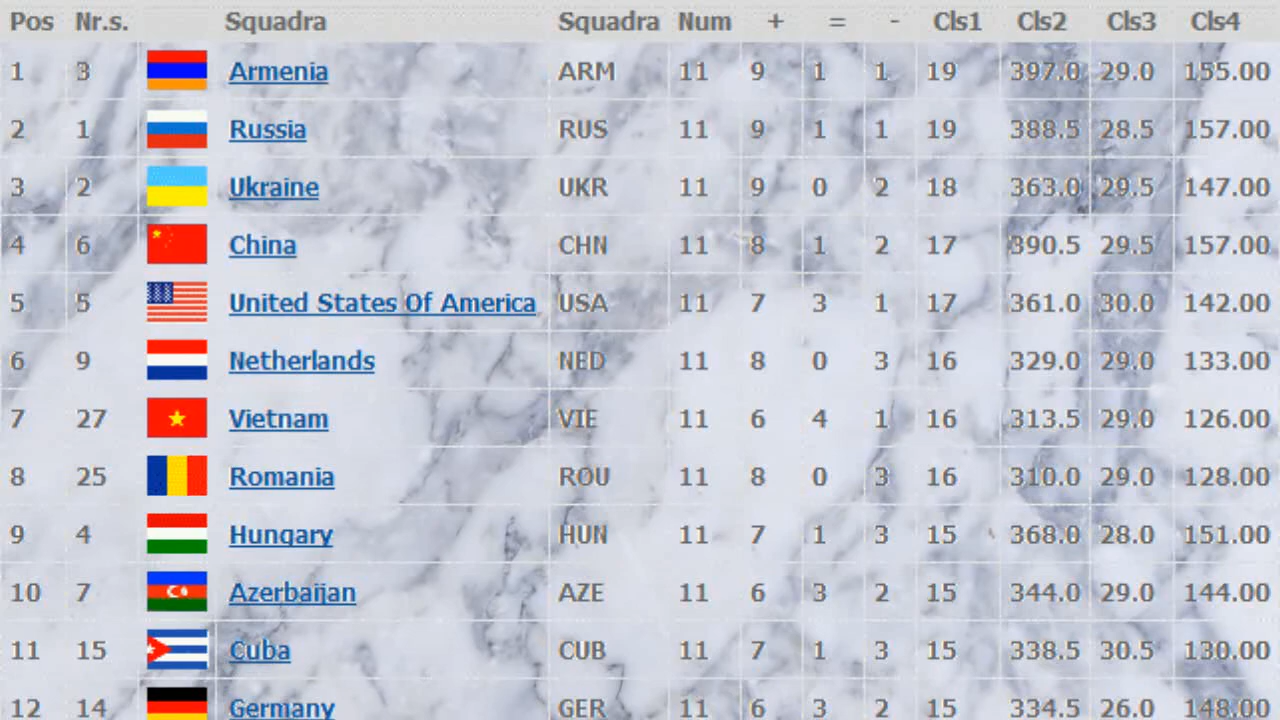 Pos Nr.s. Squadra Squadra Num + = - Cls1 Cls2 Cls3 Cls4
1 3 Armenia ARM 11 9 1 1 19 397.0 29.0 155.00
2 1 Russia RUS 11 9 1 1 19 388.5 28.5 157.00
3 2 Ukraine UKR 11 9 0 2 18 363.0 29.5 147.00
4 6 China CHN 11 8 1 2 17 390.5 29.5 157.00
5 5 United States Of America USA 11 7 3 1 17 361.0 30.0 142.00
6 9 Netherlands NED 11 8 0 3 16 329.0 29.0 133.00
7 27 Vietnam VIE 11 6 4 1 16 313.5 29.0 126.00
8 25 Romania ROU 11 8 0 3 16 310.0 29.0 128.00
9 4 Hungary HUN 11 7 1 3 15 368.0 28.0 151.00
10 7 Azerbaijan AZE 11 6 3 2 15 344.0 29.0 144.00
11 15 Cuba CUB 11 7 1 3 15 338.5 30.5 130.00
12 14 Germany GER 11 6 3 2 15 334.5 26.0 148.00